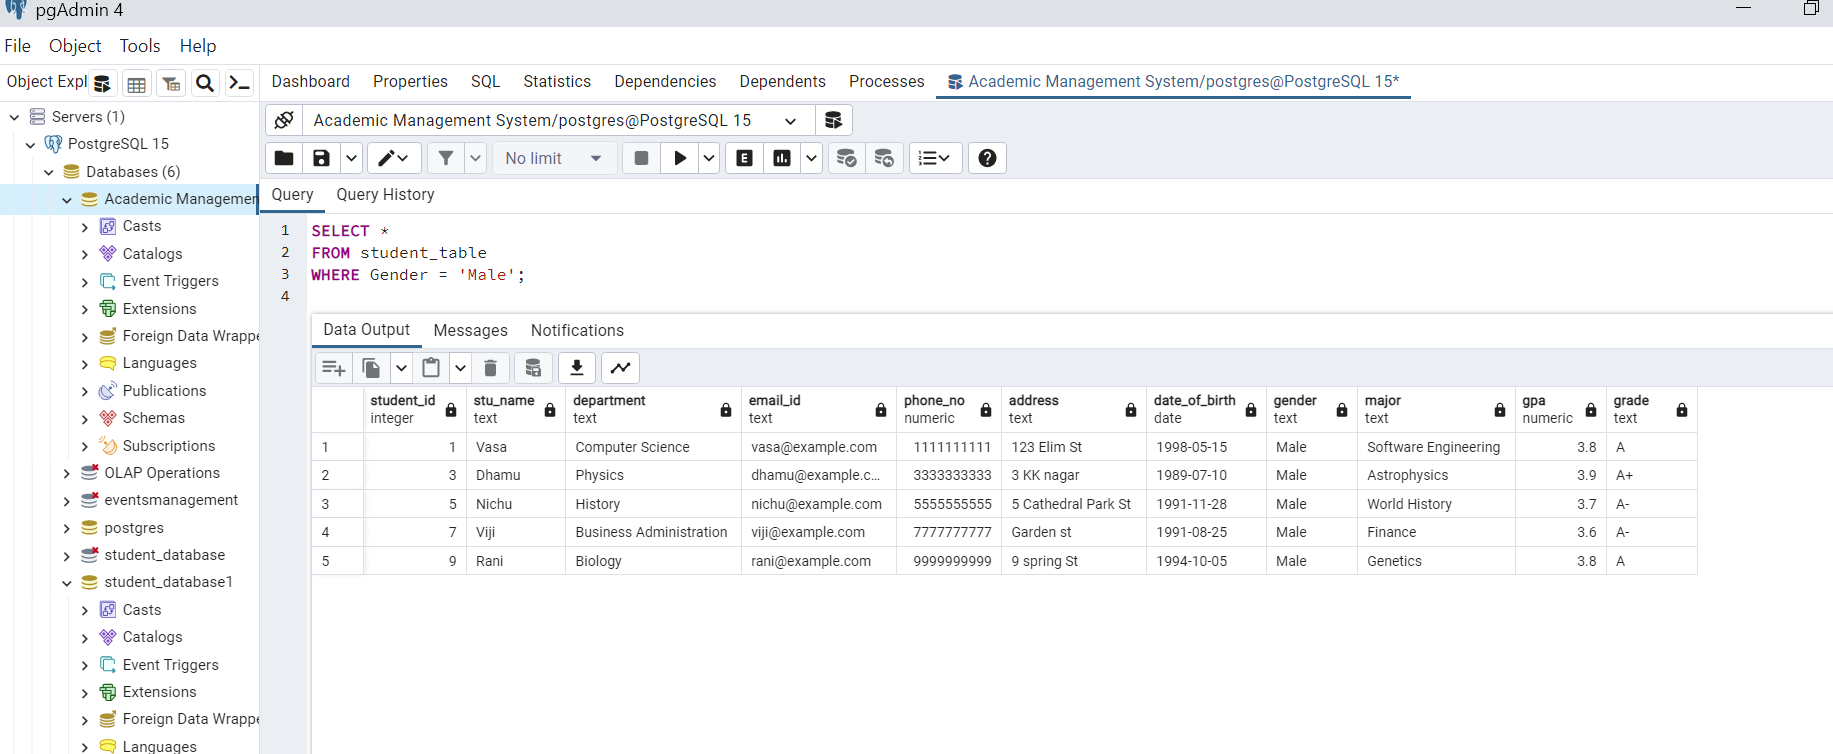 pgAdmin 4
File Object Tools Help
Object Expl
Dashboard Properties SQL Statistics Dependencies Dependents Processes Academic Management System/postgres@PostgreSQL 15*
Servers (1)
PostgreSQL 15
Databases (6)
Academic Managemen
Casts
Catalogs
Event Triggers
Extensions
Foreign Data Wrappe
Languages
Publications
Schemas
Subscriptions
OLAP Operations
eventsmanagement
postgres
student_database
student_database1
Casts
Catalogs
Event Triggers
Extensions
Foreign Data Wrappe
Languages
Academic Management System/postgres@PostgreSQL 15
No limit
E
Query Query History
1 SELECT *
2 FROM student_table
3 WHERE Gender = 'Male';
4
Data Output Messages Notifications
student_id stu_name department email_id phone_no address date_of_birth gender major gpa grade
integer text text text numeric text date text text numeric text
1 1 Vasa Computer Science vasa@example.com 1111111111 123 Elim St 1998-05-15 Male Software Engineering 3.8 A
2 3 Dhamu Physics dhamu@example.c... 3333333333 3 KK nagar 1989-07-10 Male Astrophysics 3.9 A+
3 5 Nichu History nichu@example.com 5555555555 5 Cathedral Park St 1991-11-28 Male World History 3.7 A-
4 7 Viji Business Administration viji@example.com 7777777777 Garden st 1991-08-25 Male Finance 3.6 A-
5 9 Rani Biology rani@example.com 9999999999 9 spring St 1994-10-05 Male Genetics 3.8 A